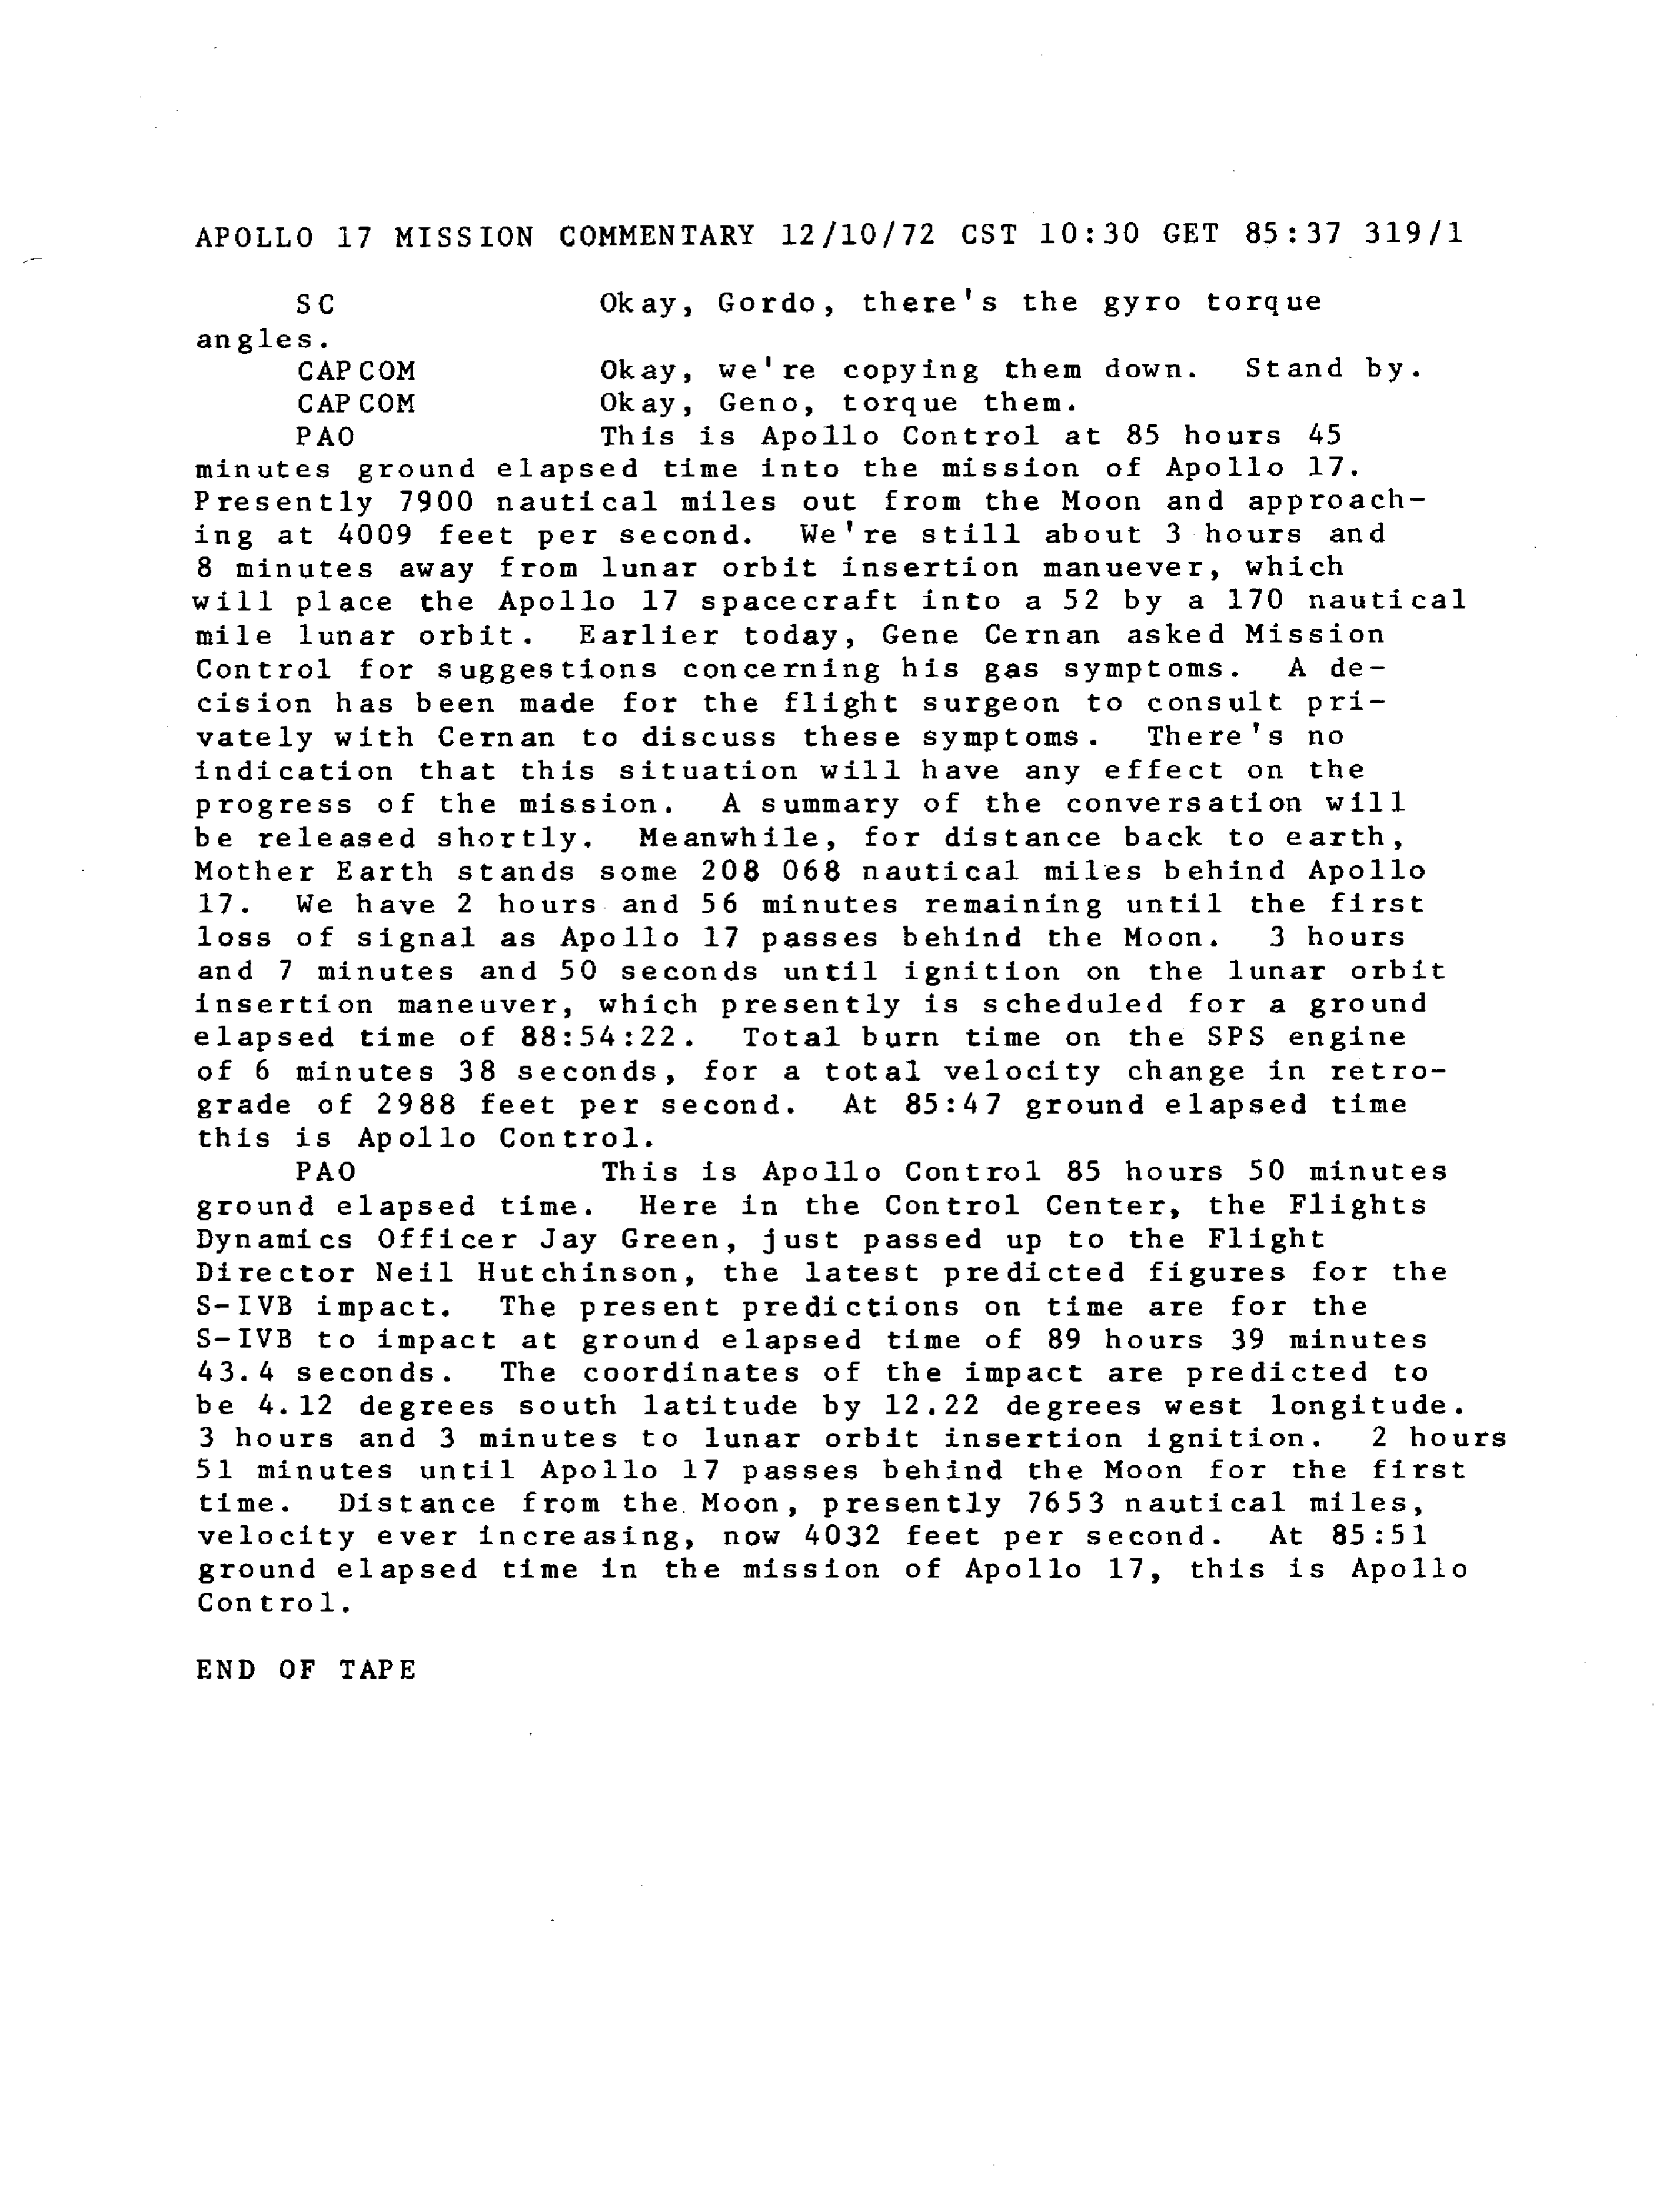 APOLLO 17 MISSION COMMENTARY 12/10/72 CST 10:30 GET 85:37 319/1
SC Okay, Gordo, there's the gyro torque
angles.
CAPCOM Okay, we're copying them down. Stand by.
CAPCOM Okay, Geno, torque them.
PAO This is Apollo Control at 85 hours 45
minutes ground elapsed time into the mission of Apollo 17.
Presently 7900 nautical miles out from the Moon and approach-
ing at 4009 feet per second. We're still about 3 hours and
8 minutes away from lunar orbit insertion manuever, which
will place the Apollo 17 spacecraft into a 52 by a 170 nautical
mile lunar orbit. Earlier today, Gene Cernan asked Mission
Control for suggestions concerning his gas symptoms. A de-
cision has been made for the flight surgeon to consult pri-
vately with Cernan to discuss these symptoms. There's no
indication that this situation will have any effect on the
progress of the mission. A summary of the conversation will
be released shortly. Meanwhile, for distance back to earth,
Mother Earth stands some 208 068 nautical miles behind Apollo
17. We have 2 hours and 56 minutes remaining until the first
loss of signal as Apollo 17 passes behind the Moon. 3 hours
and 7 minutes and 50 seconds until ignition on the lunar orbit
insertion maneuver, which presently is scheduled for a ground
elapsed time of 88:54:22. Total burn time on the SPS engine
of 6 minutes 38 seconds, for a total velocity change in retro-
grade of 2988 feet per second. At 85:47 ground elapsed time
this is Apollo Control.
PAO This is Apollo Control 85 hours 50 minutes
ground elapsed time. Here in the Control Center, the Flights
Dynamics Officer Jay Green, just passed up to the Flight
Director Neil Hutchinson, the latest predicted figures for the
S-IVB impact. The present predictions on time are for the
S-IVB to impact at ground elapsed time of 89 hours 39 minutes
43.4 seconds. The coordinates of the impact are predicted to
be 4.12 degrees south latitude by 12.22 degrees west longitude.
3 hours and 3 minutes to lunar orbit insertion ignition. 2 hours
51 minutes until Apollo 17 passes behind the Moon for the first
time. Distance from the Moon, presently 7653 nautical miles,
velocity ever increasing, now 4032 feet per second. At 85:51
ground elapsed time in the mission of Apollo 17, this is Apollo
Control.
END OF TAPE